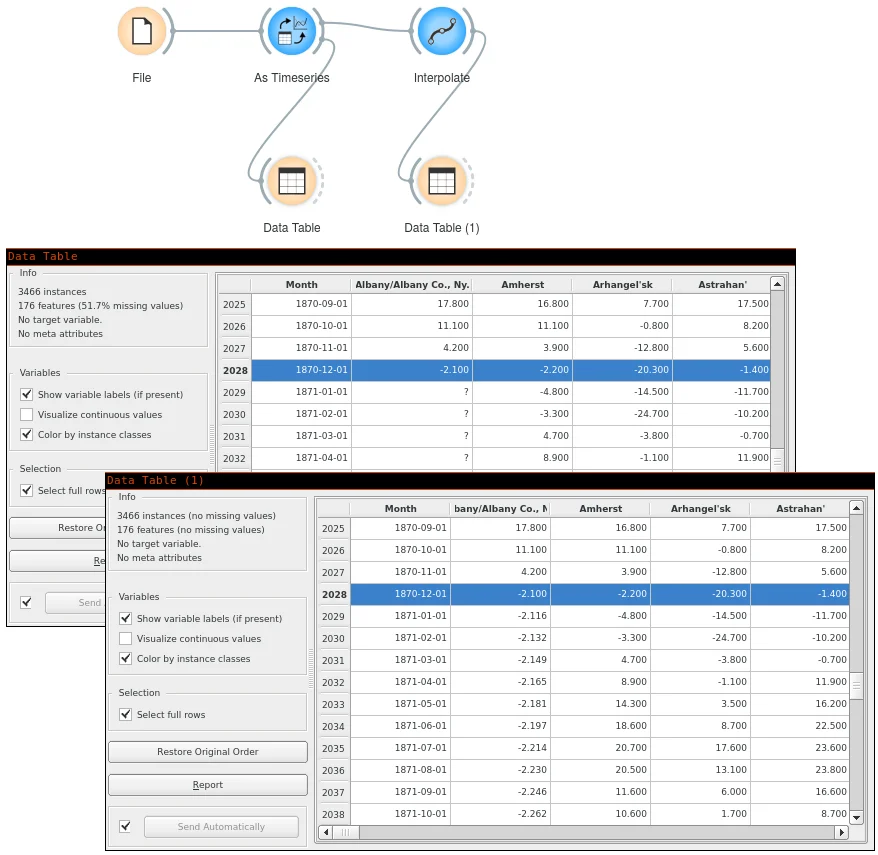 File As Timeseries Interpolate
Data Table Data Table (1)
Data Table
Info
3466 instances
176 features (51.7% missing values)
No target variable.
No meta attributes
Variables
Show variable labels (if present)
Visualize continuous values
Color by instance classes
Selection
Select full rows
Restore Or
Re
Send
Month Albany/Albany Co., Ny. Amherst Arhangel'sk Astrahan'
2025 1870-09-01 17.800 16.800 7.700 17.500
2026 1870-10-01 11.100 11.100 -0.800 8.200
2027 1870-11-01 4.200 3.900 -12.800 5.600
2028 1870-12-01 -2.100 -2.200 -20.300 -1.400
2029 1871-01-01 ? -4.800 -14.500 -11.700
2030 1871-02-01 ? -3.300 -24.700 -10.200
2031 1871-03-01 ? 4.700 -3.800 -0.700
2032 1871-04-01 ? 8.900 -1.100 11.900
Data Table (1)
Info
3466 instances (no missing values)
176 features (no missing values)
No target variable.
No meta attributes
Variables
Show variable labels (if present)
Visualize continuous values
Color by instance classes
Selection
Select full rows
Restore Original Order
Report
Send Automatically
Month bany/Albany Co., N Amherst Arhangel'sk Astrahan'
2025 1870-09-01 17.800 16.800 7.700 17.500
2026 1870-10-01 11.100 11.100 -0.800 8.200
2027 1870-11-01 4.200 3.900 -12.800 5.600
2028 1870-12-01 -2.100 -2.200 -20.300 -1.400
2029 1871-01-01 -2.116 -4.800 -14.500 -11.700
2030 1871-02-01 -2.132 -3.300 -24.700 -10.200
2031 1871-03-01 -2.149 4.700 -3.800 -0.700
2032 1871-04-01 -2.165 8.900 -1.100 11.900
2033 1871-05-01 -2.181 14.300 3.500 16.200
2034 1871-06-01 -2.197 18.600 8.700 22.500
2035 1871-07-01 -2.214 20.700 17.600 23.600
2036 1871-08-01 -2.230 20.500 13.100 23.800
2037 1871-09-01 -2.246 11.600 6.000 16.600
2038 1871-10-01 -2.262 10.600 1.700 8.700